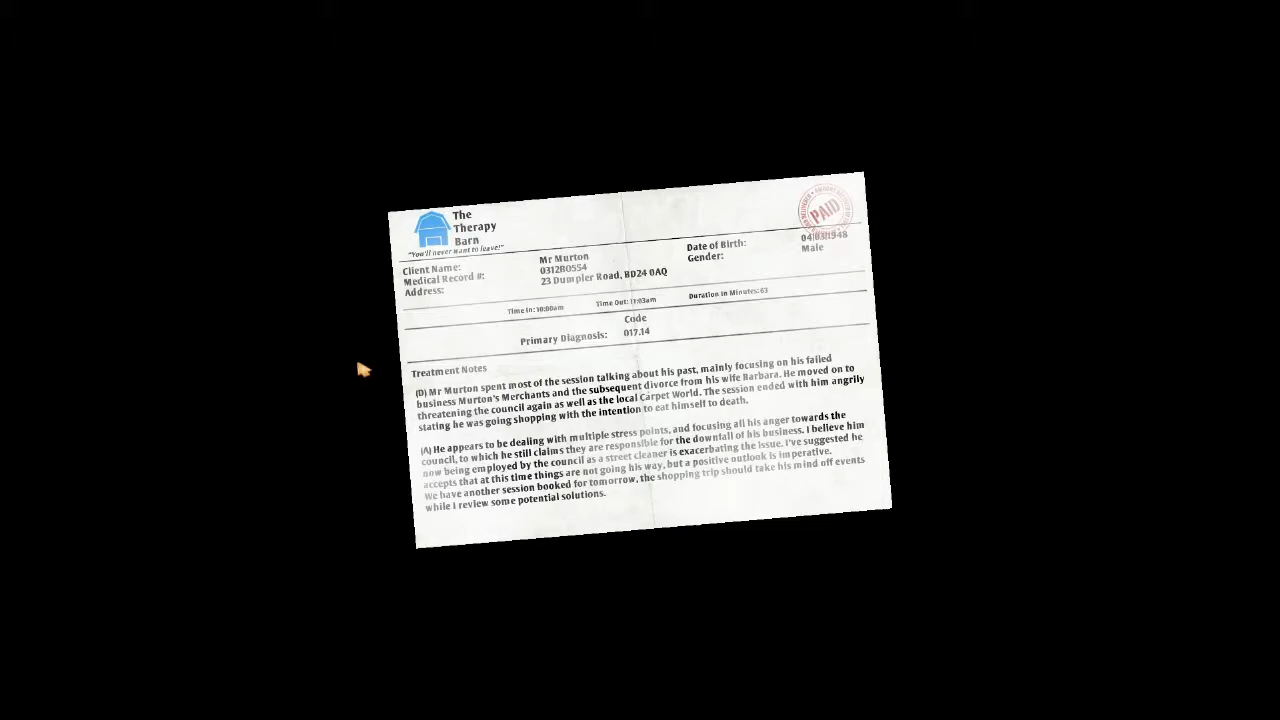 The
Therapy
Barn
"You'll never want to leave!"
PAID
Client Name: Mr Murton Date of Birth: 04/03/1948
Medical Record #: 0312B0554 Gender: Male
Address: 23 Dumpler Road, BD24 0AQ
Time In: 10:00am Time Out: 11:03am Duration in Minutes: 63
Code
Primary Diagnosis: 017.14
Treatment Notes
(D) Mr Murton spent most of the session talking about his past, mainly focusing on his failed
business Murton's Merchants and the subsequent divorce from his wife Barbara. He moved on to
threatening the council again as well as the local Carpet World. The session ended with him angrily
stating he was going shopping with the intention to eat himself to death.
(A) He appears to be dealing with multiple stress points, and focusing all his anger towards the
council, to which he still claims they are responsible for the downfall of his business. I believe him
now being employed by the council as a street cleaner is exacerbating the issue. I've suggested he
accepts that at this time things are not going his way, but a positive outlook is imperative.
We have another session booked for tomorrow, the shopping trip should take his mind off events
while I review some potential solutions.